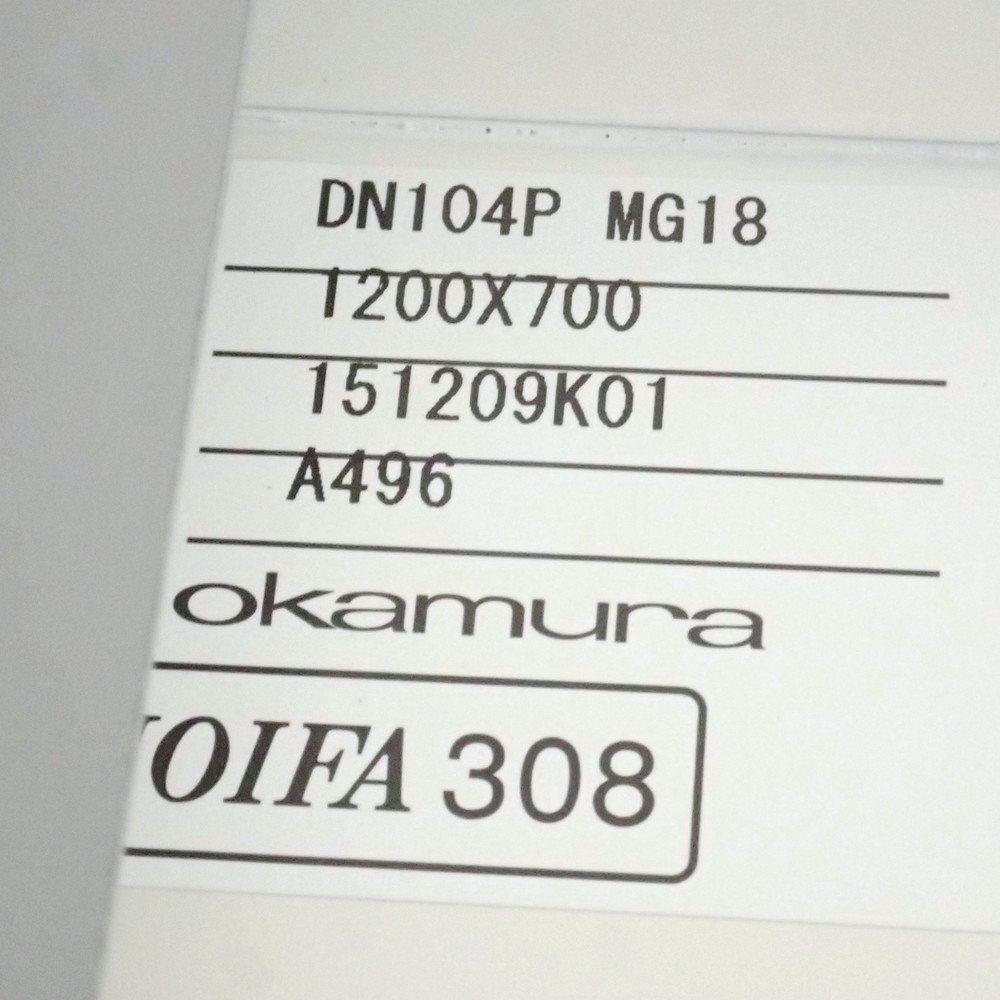 DN104P MG18
1200X700
151209K01
A496
okamura
JOIFA 308